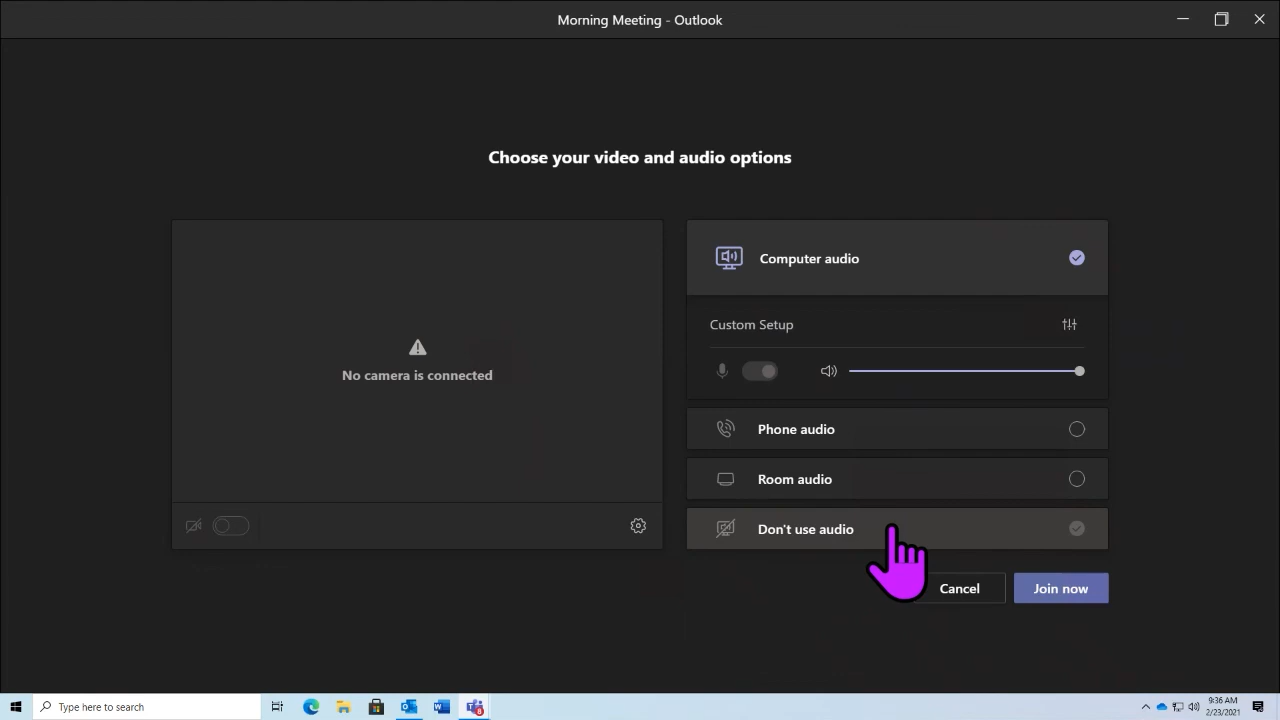 Morning Meeting - Outlook
Choose your video and audio options
No camera is connected
Computer audio
Custom Setup
Phone audio
Room audio
Don't use audio
Cancel
Join now
Type here to search
8
9:36 AM
2/23/2021